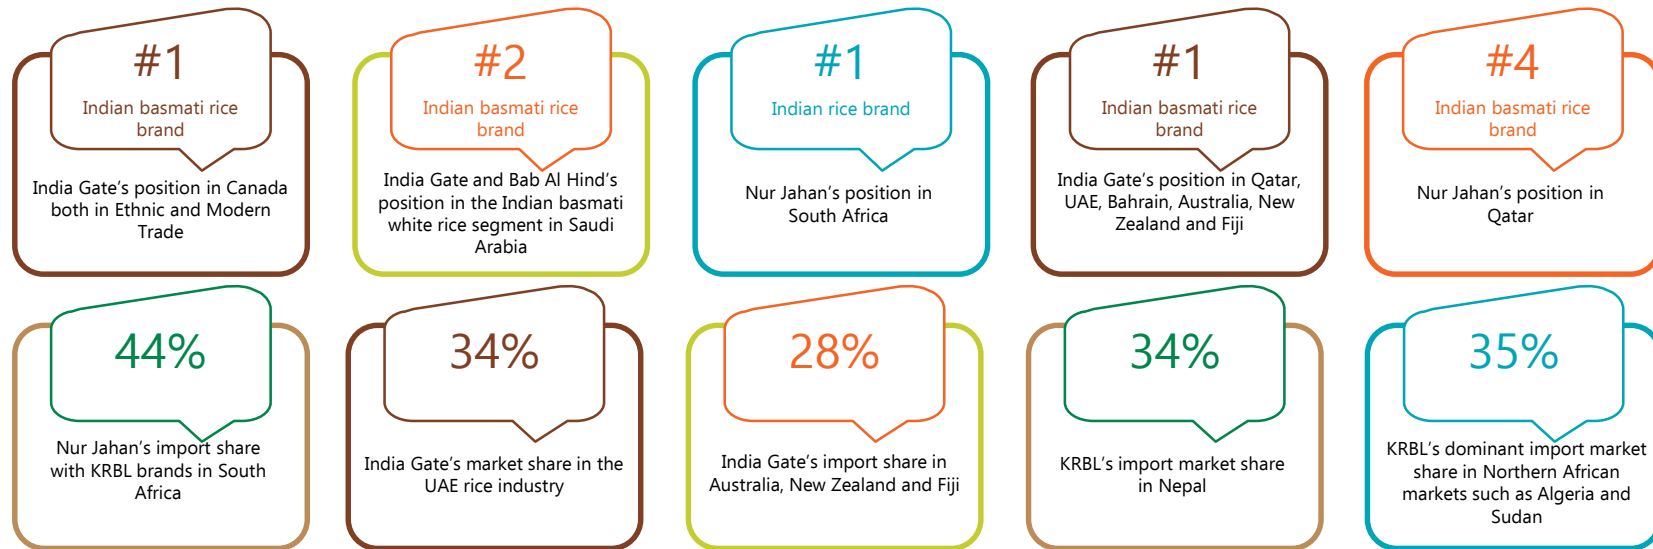 #1
Indian basmati rice
brand
India Gate's position in Canada
both in Ethnic and Modern
Trade
#2
Indian basmati rice
brand
India Gate and Bab Al Hind's
position in the Indian basmati
white rice segment in Saudi
Arabia
#1
Indian rice brand
Nur Jahan's position in
South Africa
#1
Indian basmati rice
brand
India Gate's position in Qatar,
UAE, Bahrain, Australia, New
Zealand and Fiji
#4
Indian basmati rice
brand
Nur Jahan's position in
Qatar
44%
Nur Jahan's import share
with KRBL brands in South
Africa
34%
India Gate's market share in the
UAE rice industry
28%
India Gate's import share in
Australia, New Zealand and Fiji
34%
KRBL's import market share
in Nepal
35%
KRBL's dominant import market
share in Northern African
markets such as Algeria and
Sudan